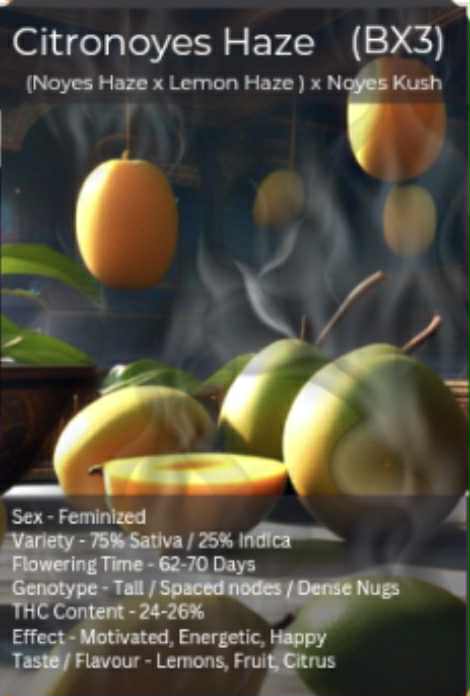 Citronoyes Haze (BX3)
(Noyes Haze x Lemon Haze ) x Noyes Kush
Sex - Feminized
Variety - 75% Sativa / 25% Indica
Flowering Time - 62-70 Days
Genotype - Tall / Spaced nodes / Dense Nugs
THC Content - 24-26%
Effect - Motivated, Energetic, Happy
Taste / Flavour - Lemons, Fruit, Citrus